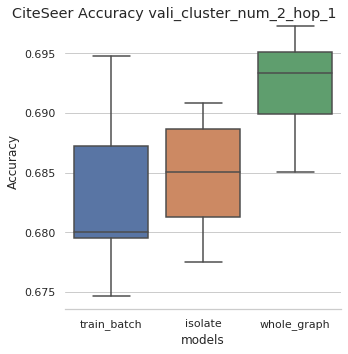 CiteSeer Accuracy vali_cluster_num_2_hop_1
0.695
0.690
0.685
0.680
0.675
Accuracy
train_batch isolate whole_graph
models